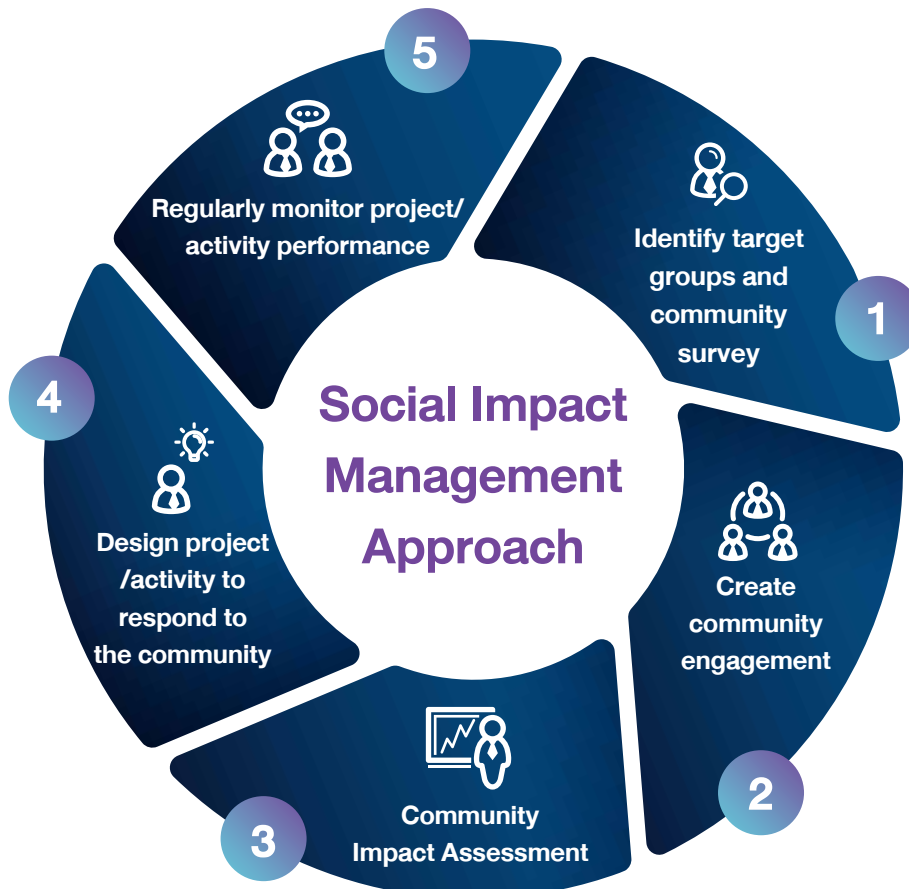 Social Impact
Management
Approach
1
Identify target
groups and
community
survey
2
Create
community
engagement
3
Community
Impact Assessment
4
Design project
/activity to
respond to
the community
5
Regularly monitor project/
activity performance